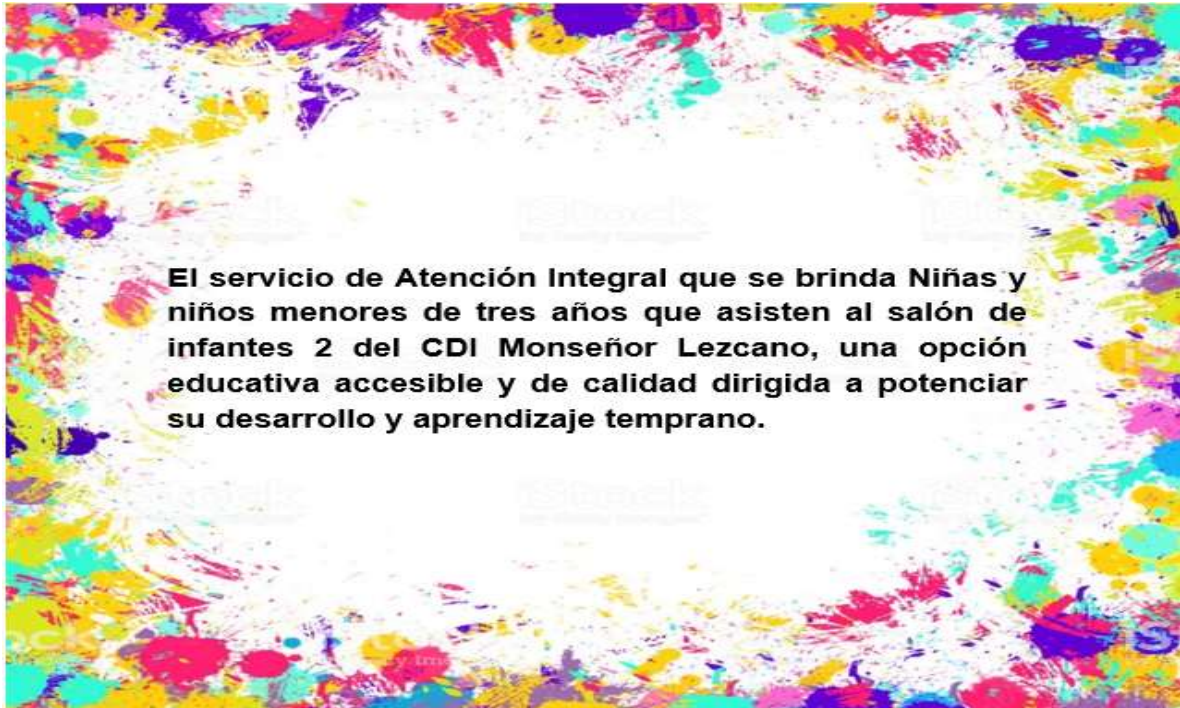 El servicio de Atención Integral que se brinda Niñas y
niños menores de tres años que asisten al salón de
infantes 2 del CDI Monseñor Lezcano, una opción
educativa accesible y de calidad dirigida a potenciar
su desarrollo y aprendizaje temprano.